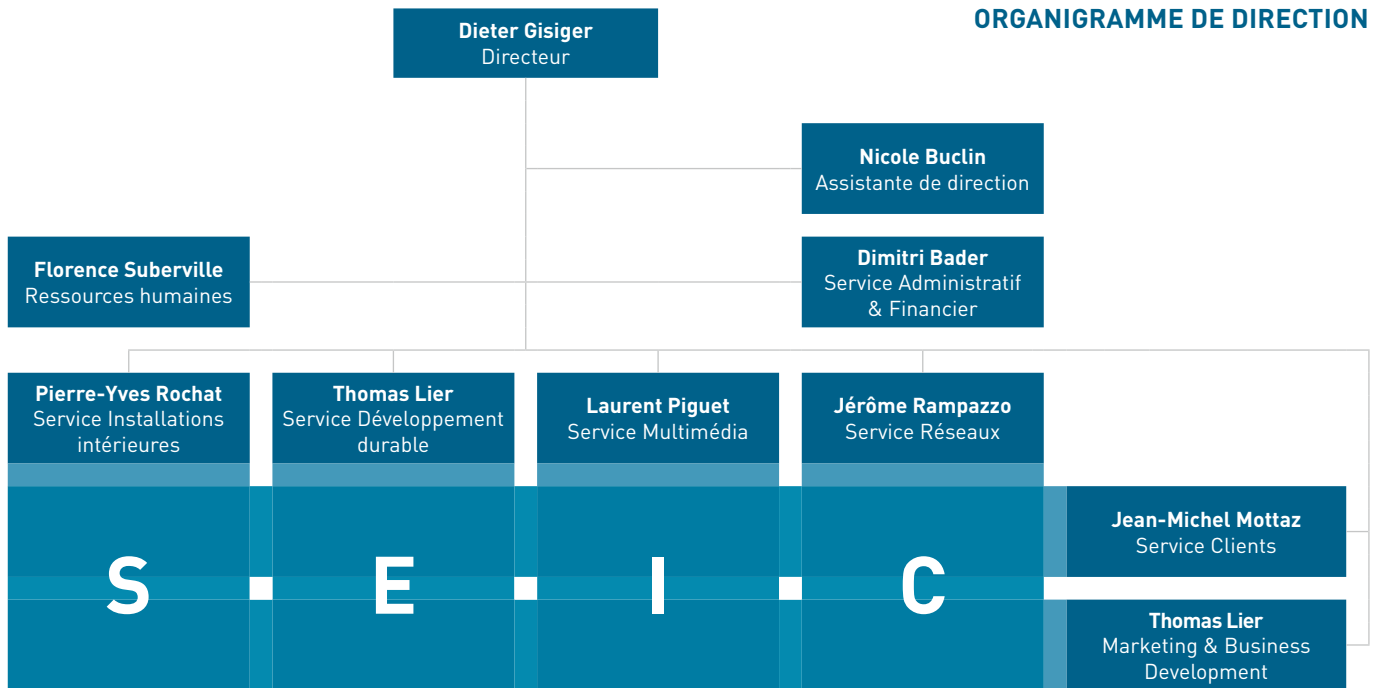 ORGANIGRAMME DE DIRECTION
Dieter Gisiger
Directeur
Nicole Buclin
Assistante de direction
Florence Suberville
Ressources humaines
Dimitri Bader
Service Administratif
& Financier
Pierre-Yves Rochat
Service Installations
intérieures
Thomas Lier
Service Développement
durable
Laurent Piguet
Service Multimédia
Jérôme Rampazzo
Service Réseaux
S.E.I.C
Jean-Michel Mottaz
Service Clients
Thomas Lier
Marketing & Business
Development